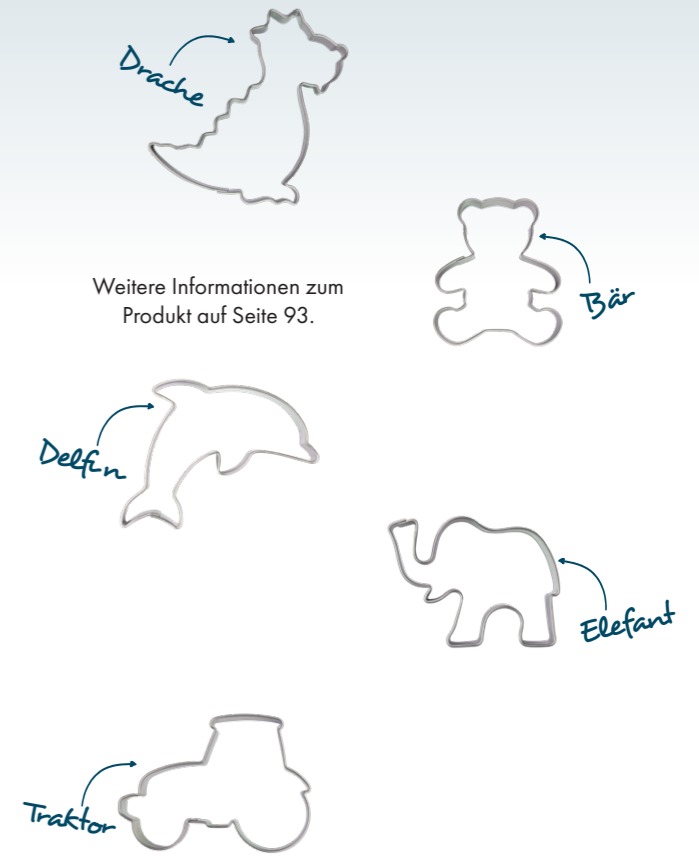 Drache
Bär
Weitere Informationen zum
Produkt auf Seite 93.
Delfin
Elefant
Traktor